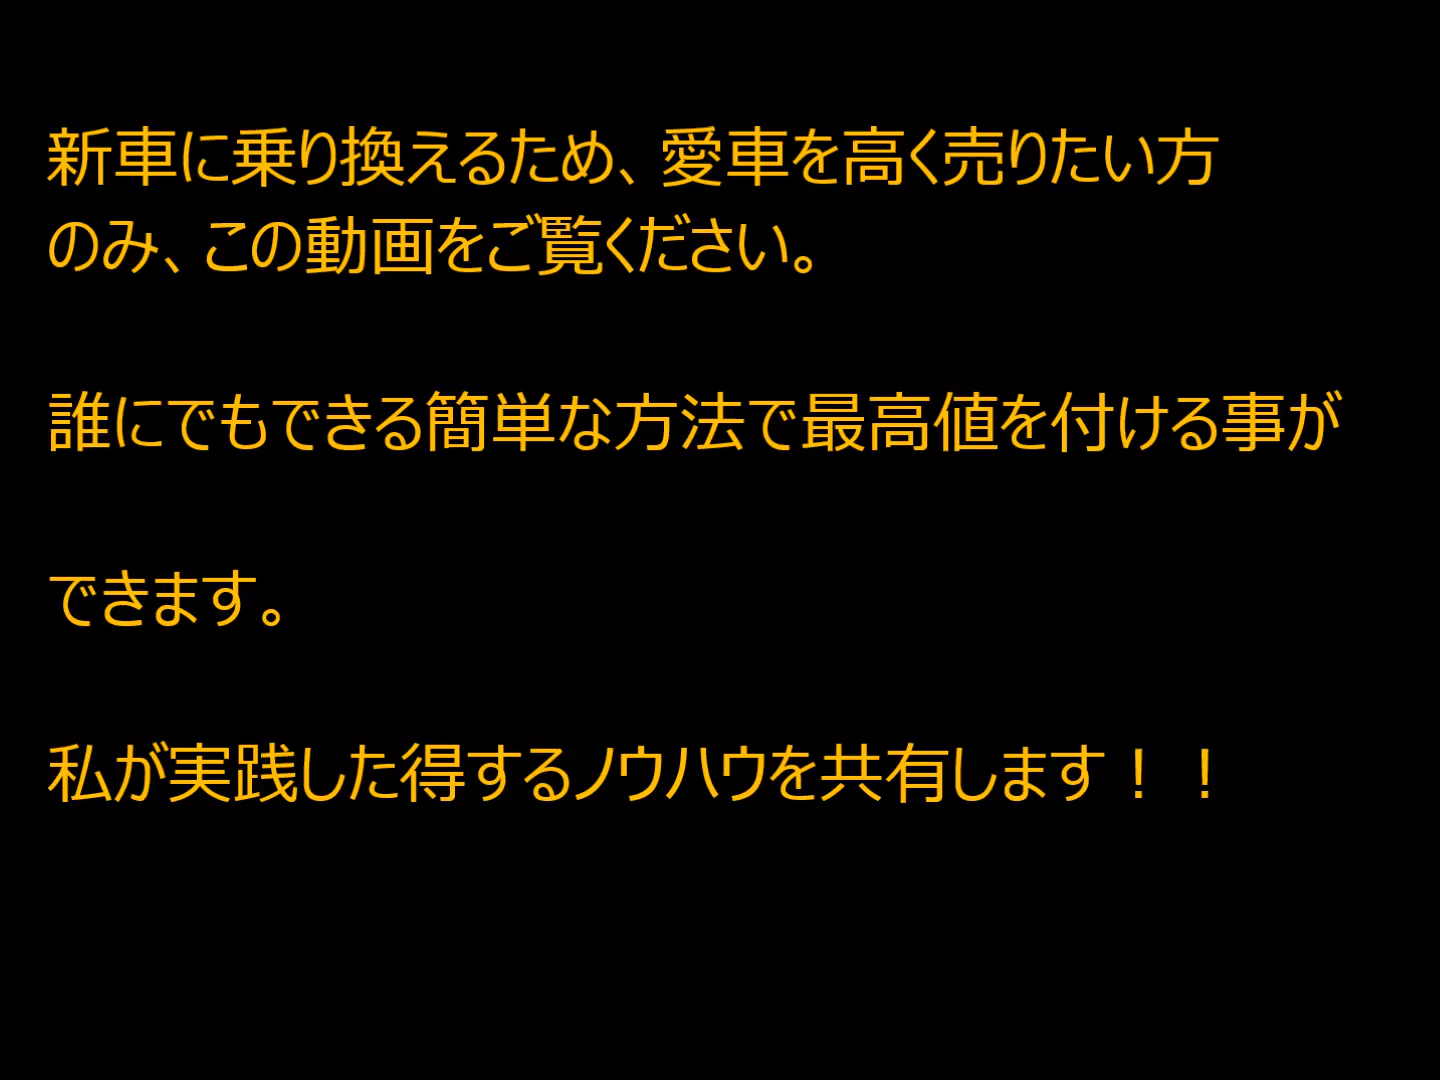 新車に乗り換えるため、愛車を高く売りたい方
のみ、この動画をご覧ください。
誰にでもできる簡単な方法で最高値を付ける事が
できます。
私が実践した得するノウハウを共有します！！